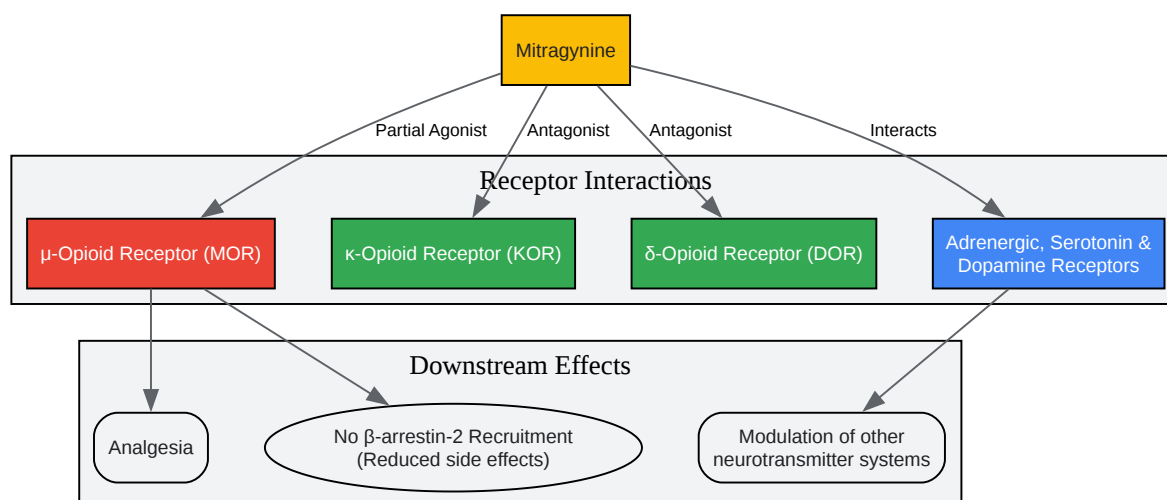 Mitragynine
Partial Agonist
Antagonist
Antagonist
Interacts
Receptor Interactions
μ-Opioid Receptor (MOR)
κ-Opioid Receptor (KOR)
δ-Opioid Receptor (DOR)
Adrenergic, Serotonin &
Dopamine Receptors
Downstream Effects
Analgesia
No β-arrestin-2 Recruitment
(Reduced side effects)
Modulation of other
neurotransmitter systems